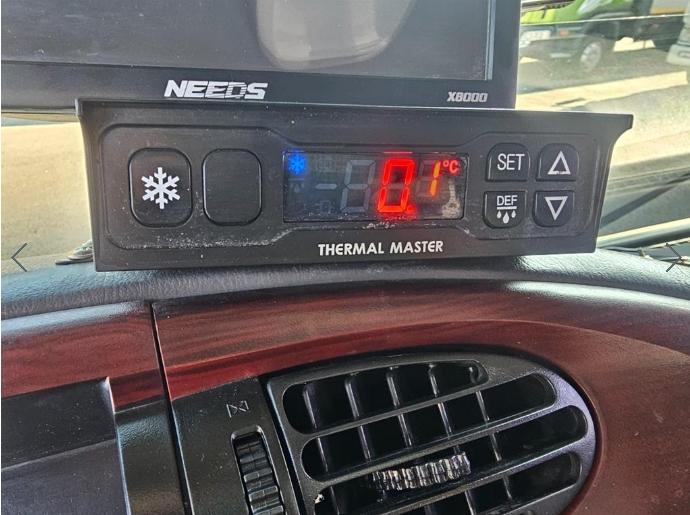 NEEDS
X8000
0.1 °C
SET
DEF
THERMAL MASTER